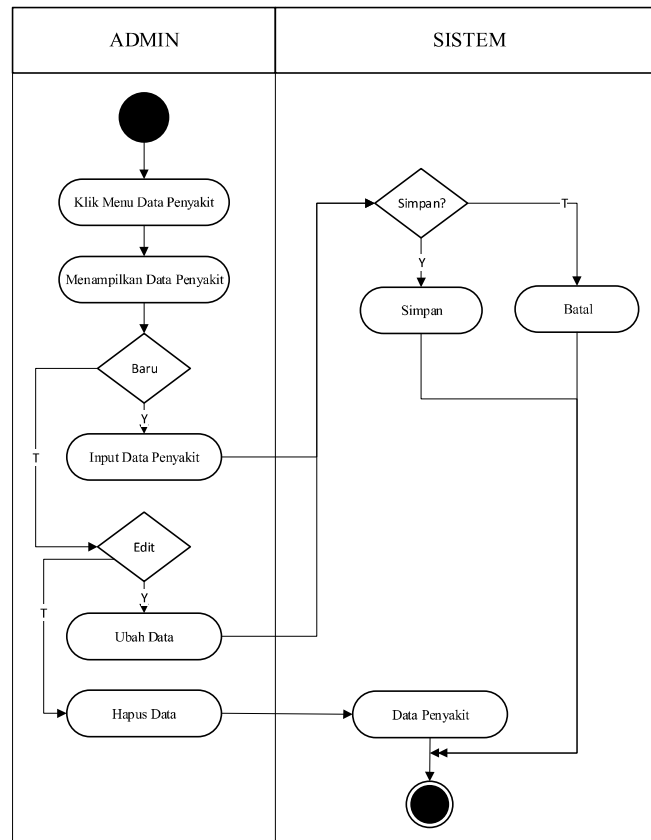 ADMIN
SISTEM
Klik Menu Data Penyakit
Menampilkan Data Penyakit
Baru
Y
T
Input Data Penyakit
Edit
Y
T
Ubah Data
Hapus Data
Simpan?
T
Y
Simpan
Batal
Data Penyakit